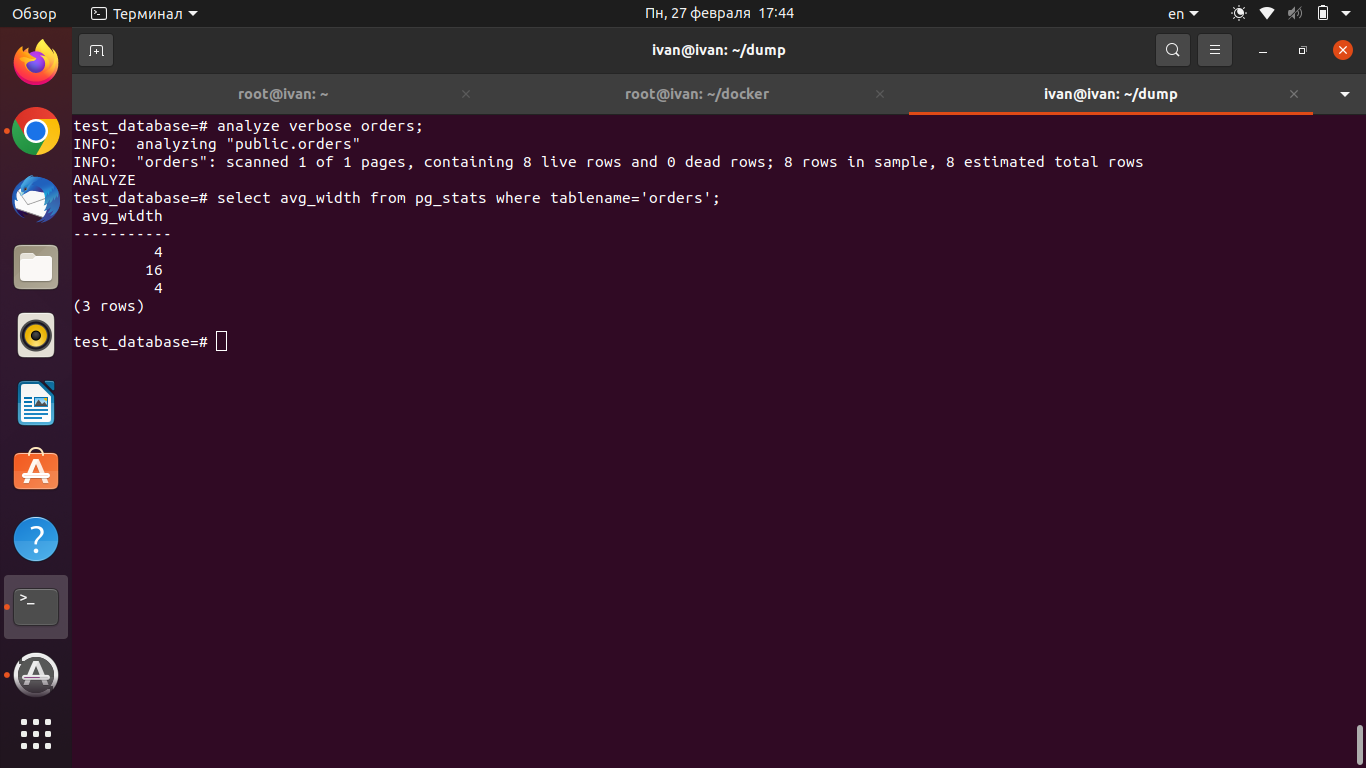 Обзор
Терминал
Пн, 27 февраля 17:44
en
ivan@ivan: ~/dump
root@ivan: ~
root@ivan: ~/docker
ivan@ivan: ~/dump
test_database=# analyze verbose orders;
INFO:  analyzing "public.orders"
INFO:  "orders": scanned 1 of 1 pages, containing 8 live rows and 0 dead rows; 8 rows in sample, 8 estimated total rows
ANALYZE
test_database=# select avg_width from pg_stats where tablename='orders';
 avg_width
-----------
         4
        16
         4
(3 rows)
test_database=#